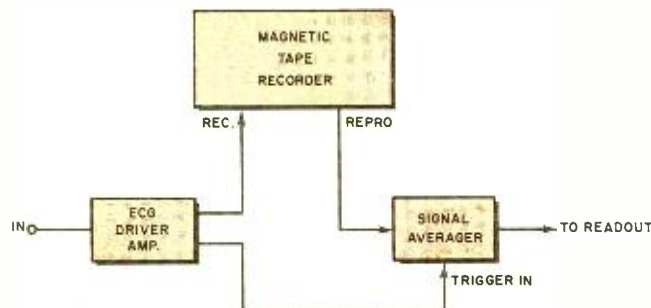 MAGNETIC
TAPE
RECORDER
REC.
REPRO
IN
ECG
DRIVER
AMP.
SIGNAL
AVERAGER
TO READOUT
TRIGGER IN